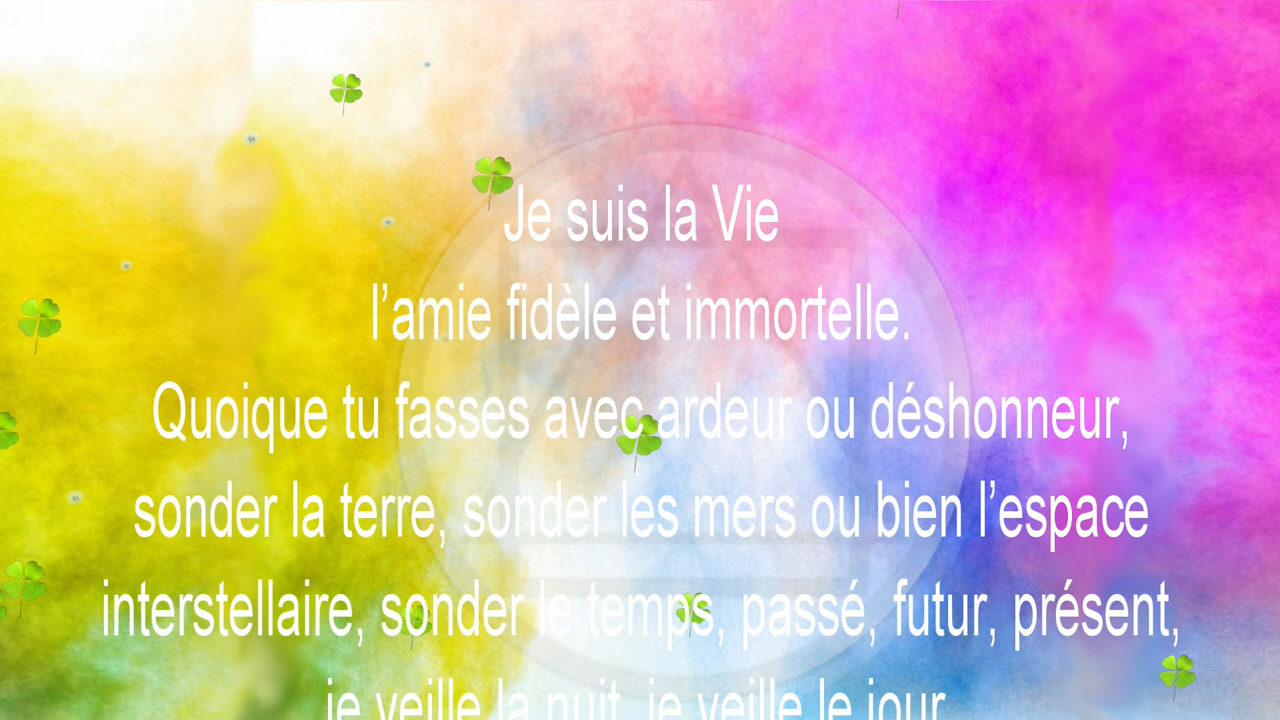 Je suis la Vie
l’amie fidèle et immortelle.
Quoique tu fasses avec ardeur ou déshonneur,
sonder la terre, sonder les mers ou bien l’espace
interstellaire, sonder le temps, passé, futur, présent,
je veille la nuit, je veille le jour